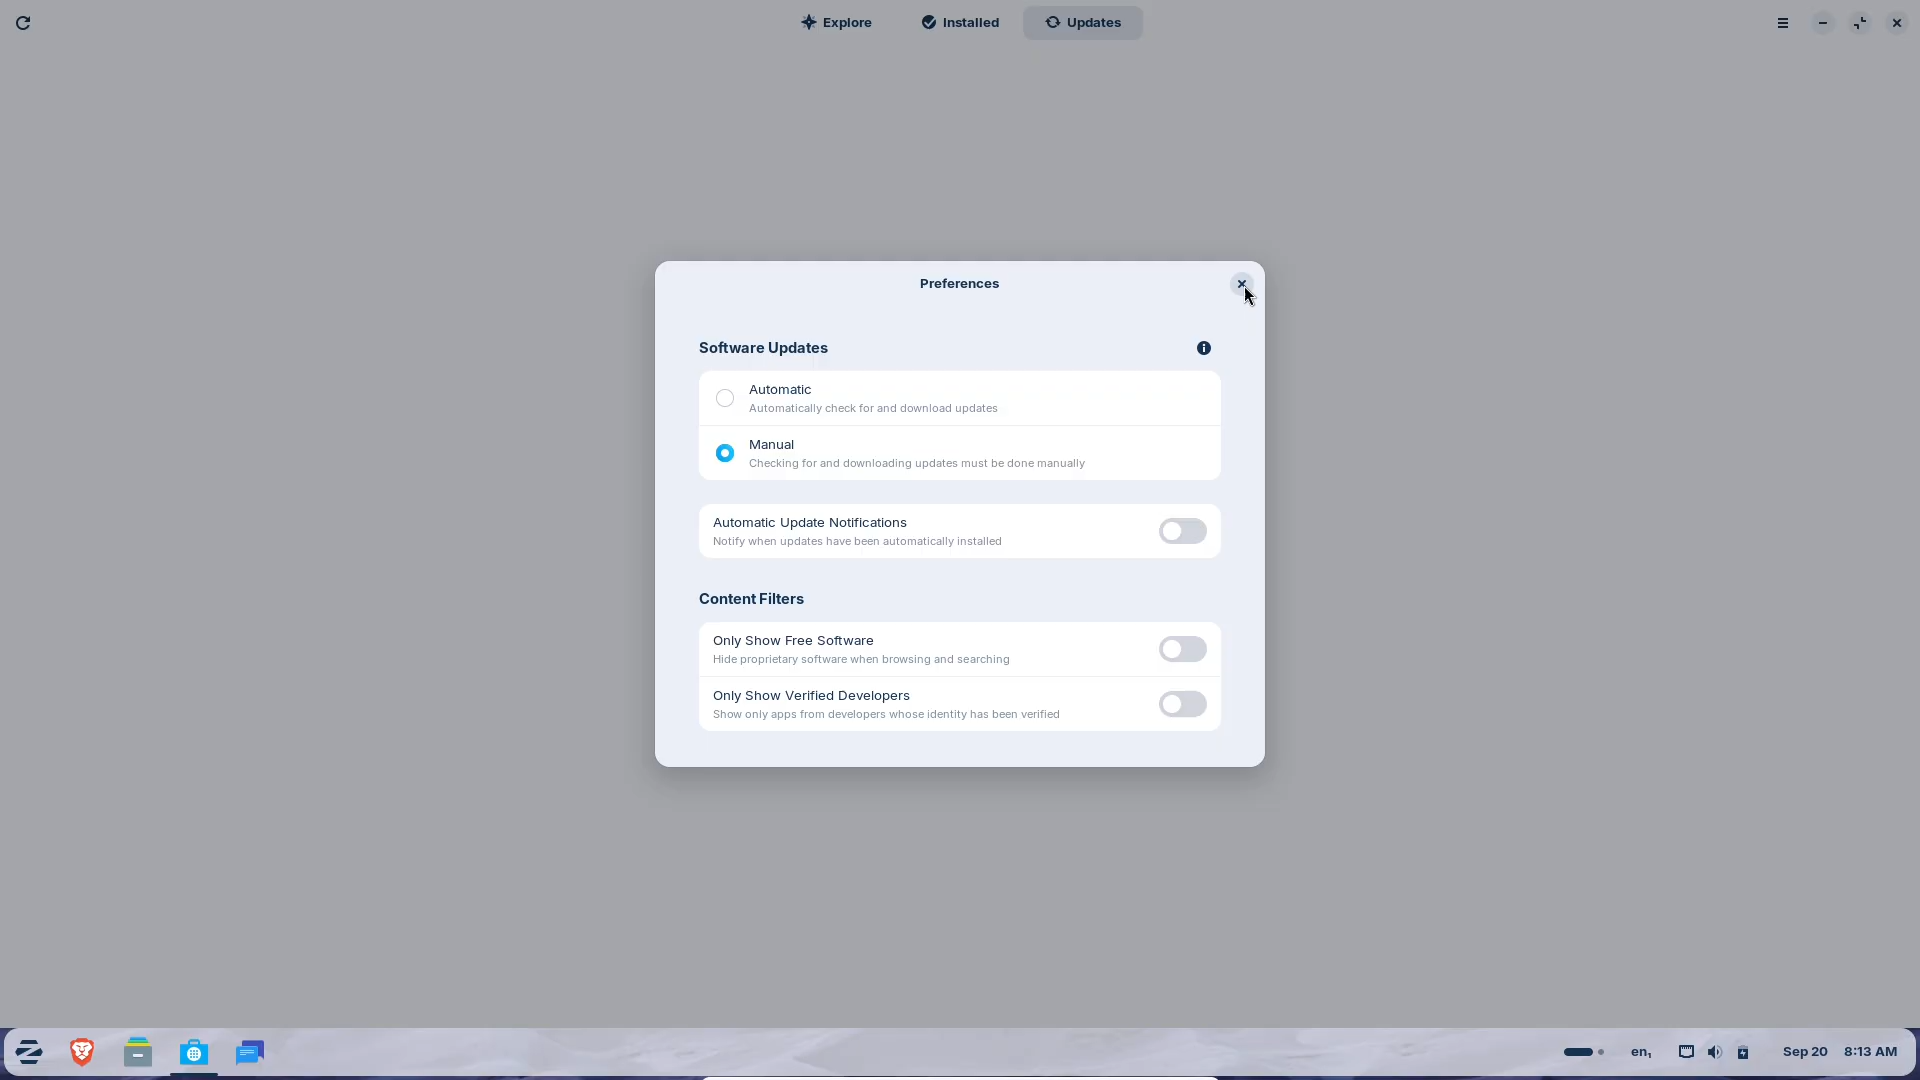 Explore
Installed
Updates
Preferences
Software Updates
Automatic
Automatically check for and download updates
Manual
Checking for and downloading updates must be done manually
Automatic Update Notifications
Notify when updates have been automatically installed
Content Filters
Only Show Free Software
Hide proprietary software when browsing and searching
Only Show Verified Developers
Show only apps from developers whose identity has been verified
en₁
Sep 20 8:13 AM